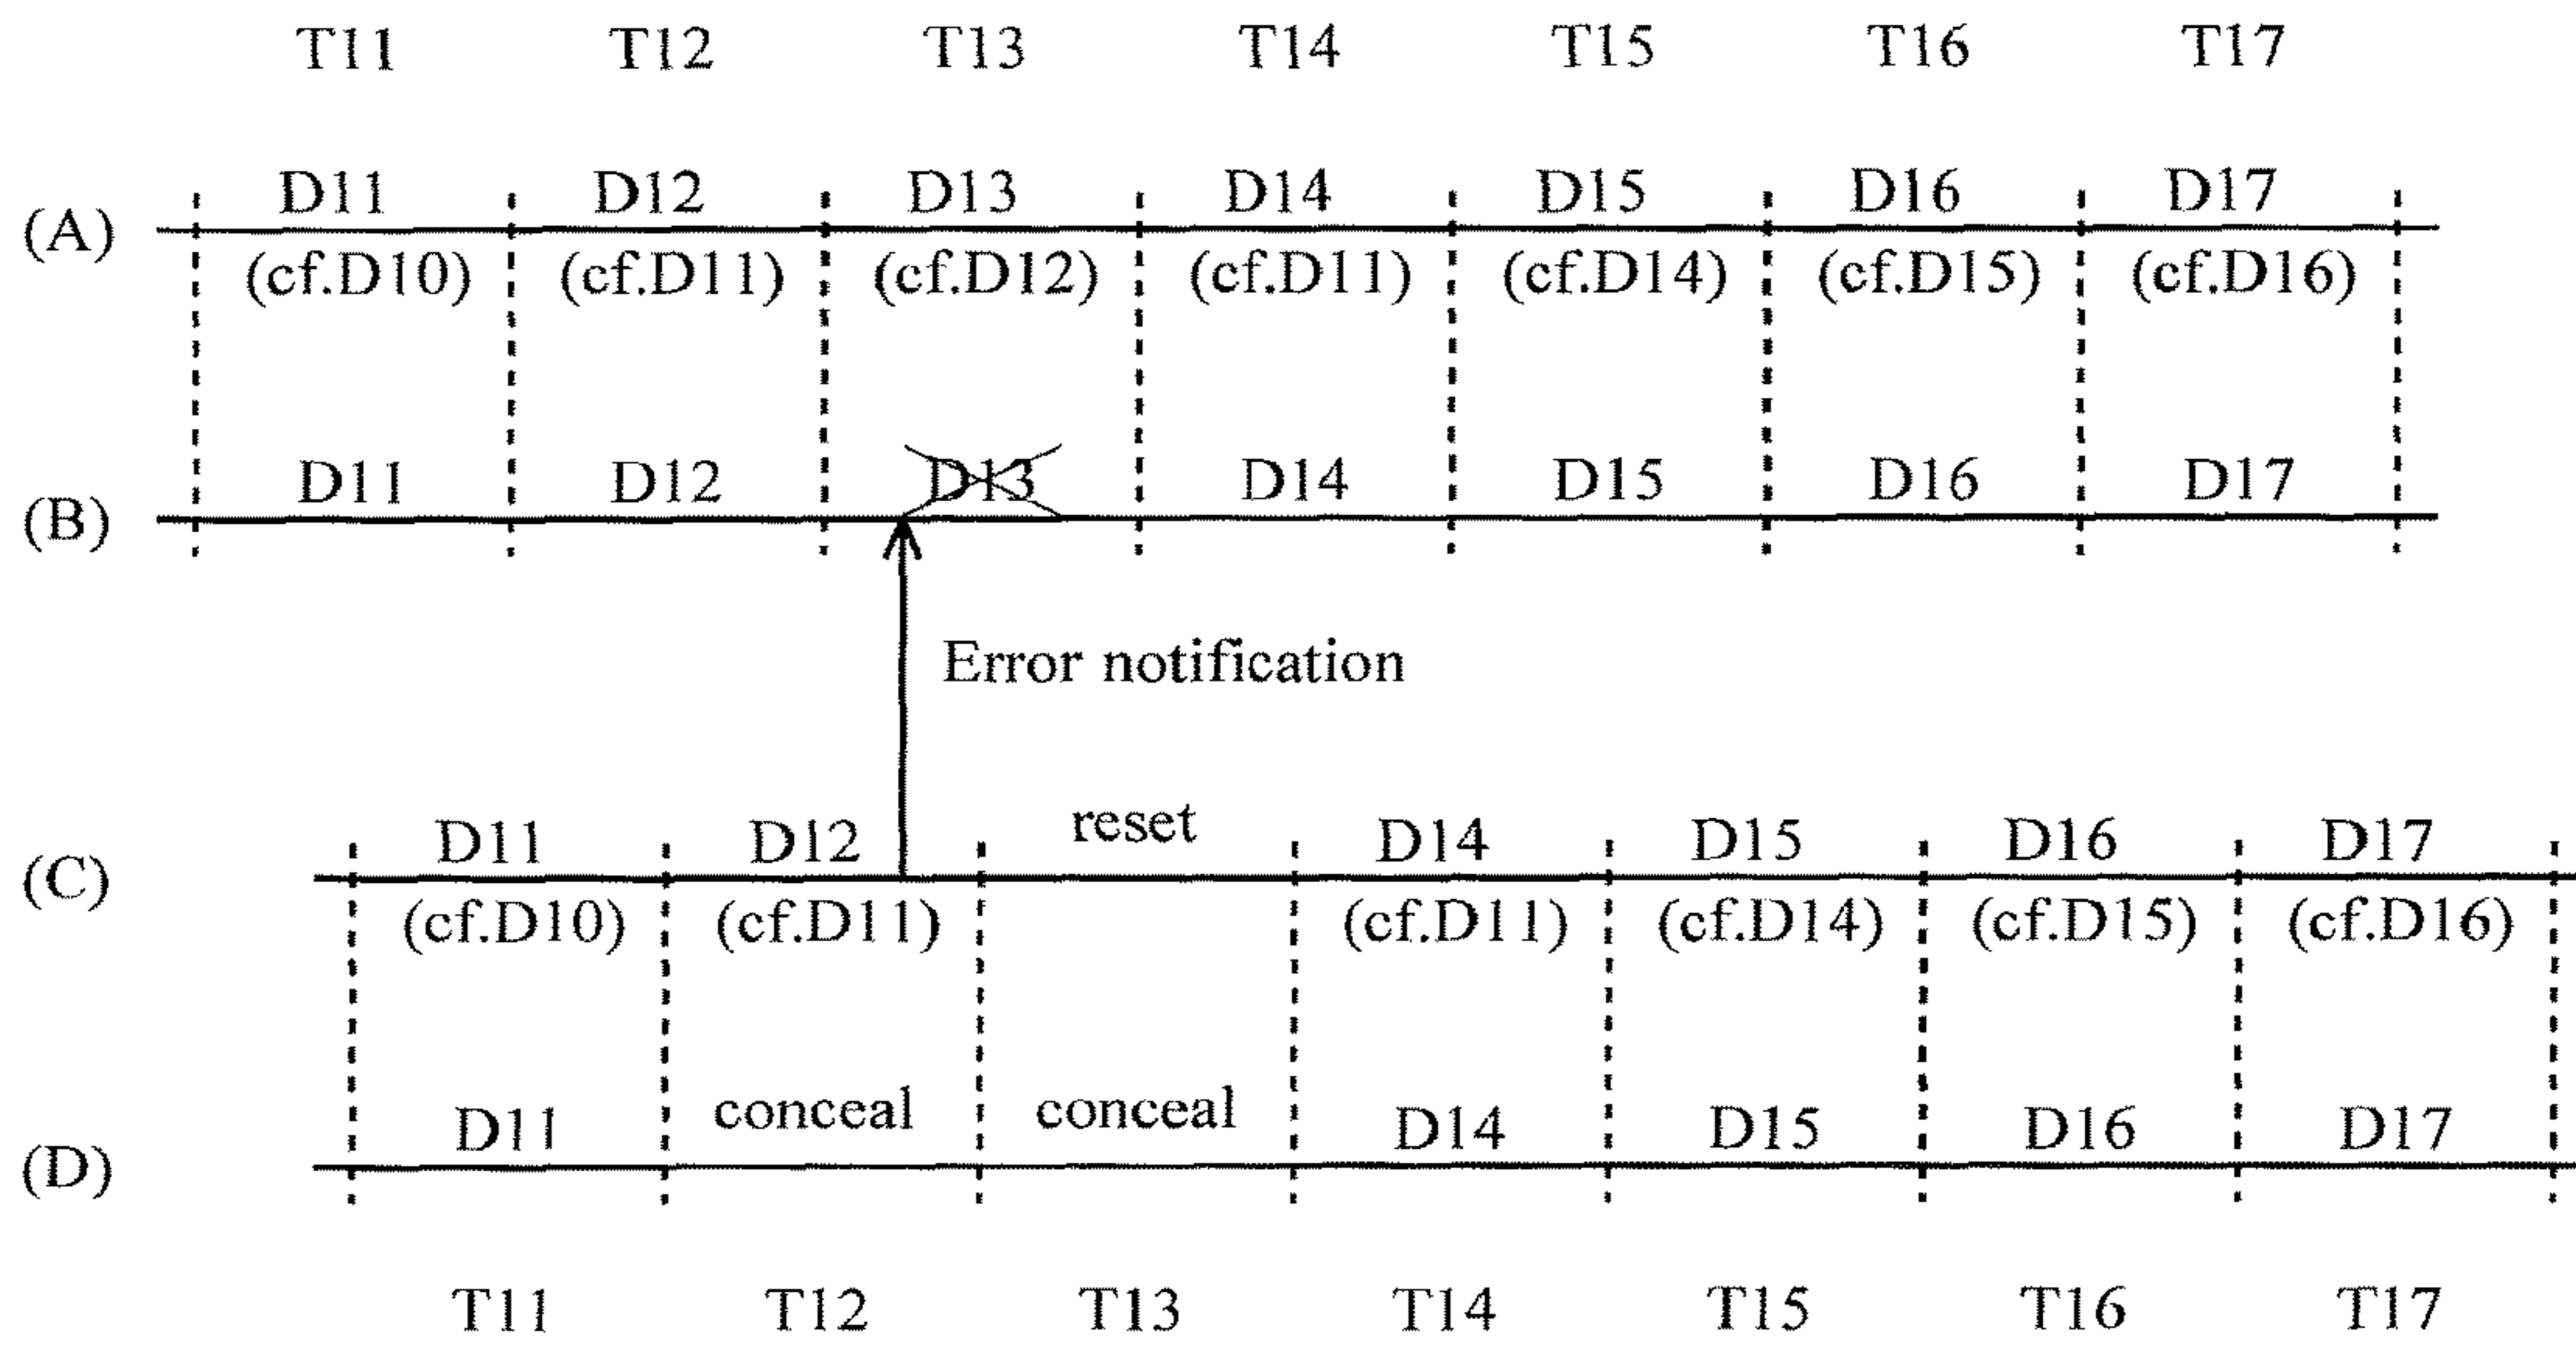 T11 T12 T13 T14 T15 T16 T17
D11 D12 D13 D14 D15 D16 D17
(A)
(cf.D10) (cf.D11) (cf.D12) (cf.D11) (cf.D14) (cf.D15) (cf.D16)
D11 D12 D13 D14 D15 D16 D17
(B)
Error notification
D11 D12 reset D14 D15 D16 D17
(C)
(cf.D10) (cf.D11) (cf.D11) (cf.D14) (cf.D15) (cf.D16)
D11 conceal conceal D14 D15 D16 D17
(D)
T11 T12 T13 T14 T15 T16 T17